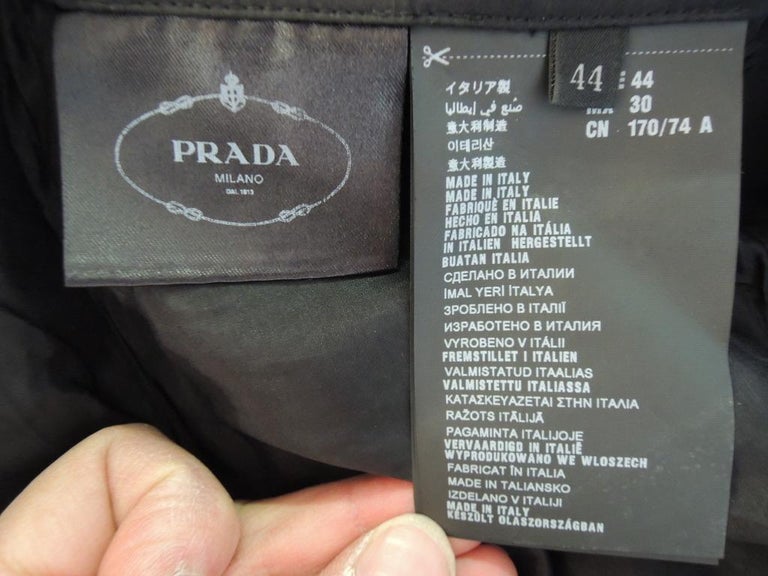 PRADA
MILANO
DAL 1913
44
44
30
CN 170/74 A
イタリア製
صنع في إيطاليا
意大利制造
이태리산
意大利製造
MADE IN ITALY
MADE IN ITALY
FABRIQUÉ EN ITALIE
HECHO EN ITALIA
FABRICADO NA ITÁLIA
IN ITALIEN HERGESTELLT
BUATAN ITALIA
СДЕЛАНО В ИТАЛИИ
IMAL YERİ İTALYA
ЗРОБЛЕНО В ІТАЛІЇ
ИЗРАБОТЕНО В ИТАЛИЯ
VYROBENO V ITÁLII
FREMSTILLET I ITALIEN
VALMISTATUD ITAALIAS
VALMISTETTU ITALIASSA
ΚΑΤΑΣΚΕΥΑΖΕΤΑΙ ΣΤΗΝ ΙΤΑΛΙΑ
RAŽOTS ITĀLIJĀ
PAGAMINTA ITALIJOJE
VERVAARDIGD IN ITALIË
WYPRODUKOWANO WE WLOSZECH
FABRICAT ÎN ITALIA
MADE IN TALIANSKO
IZDELANO V ITALIJI
MADE IN ITALY
KÉSZÜLT OLASZORSZÁGBAN